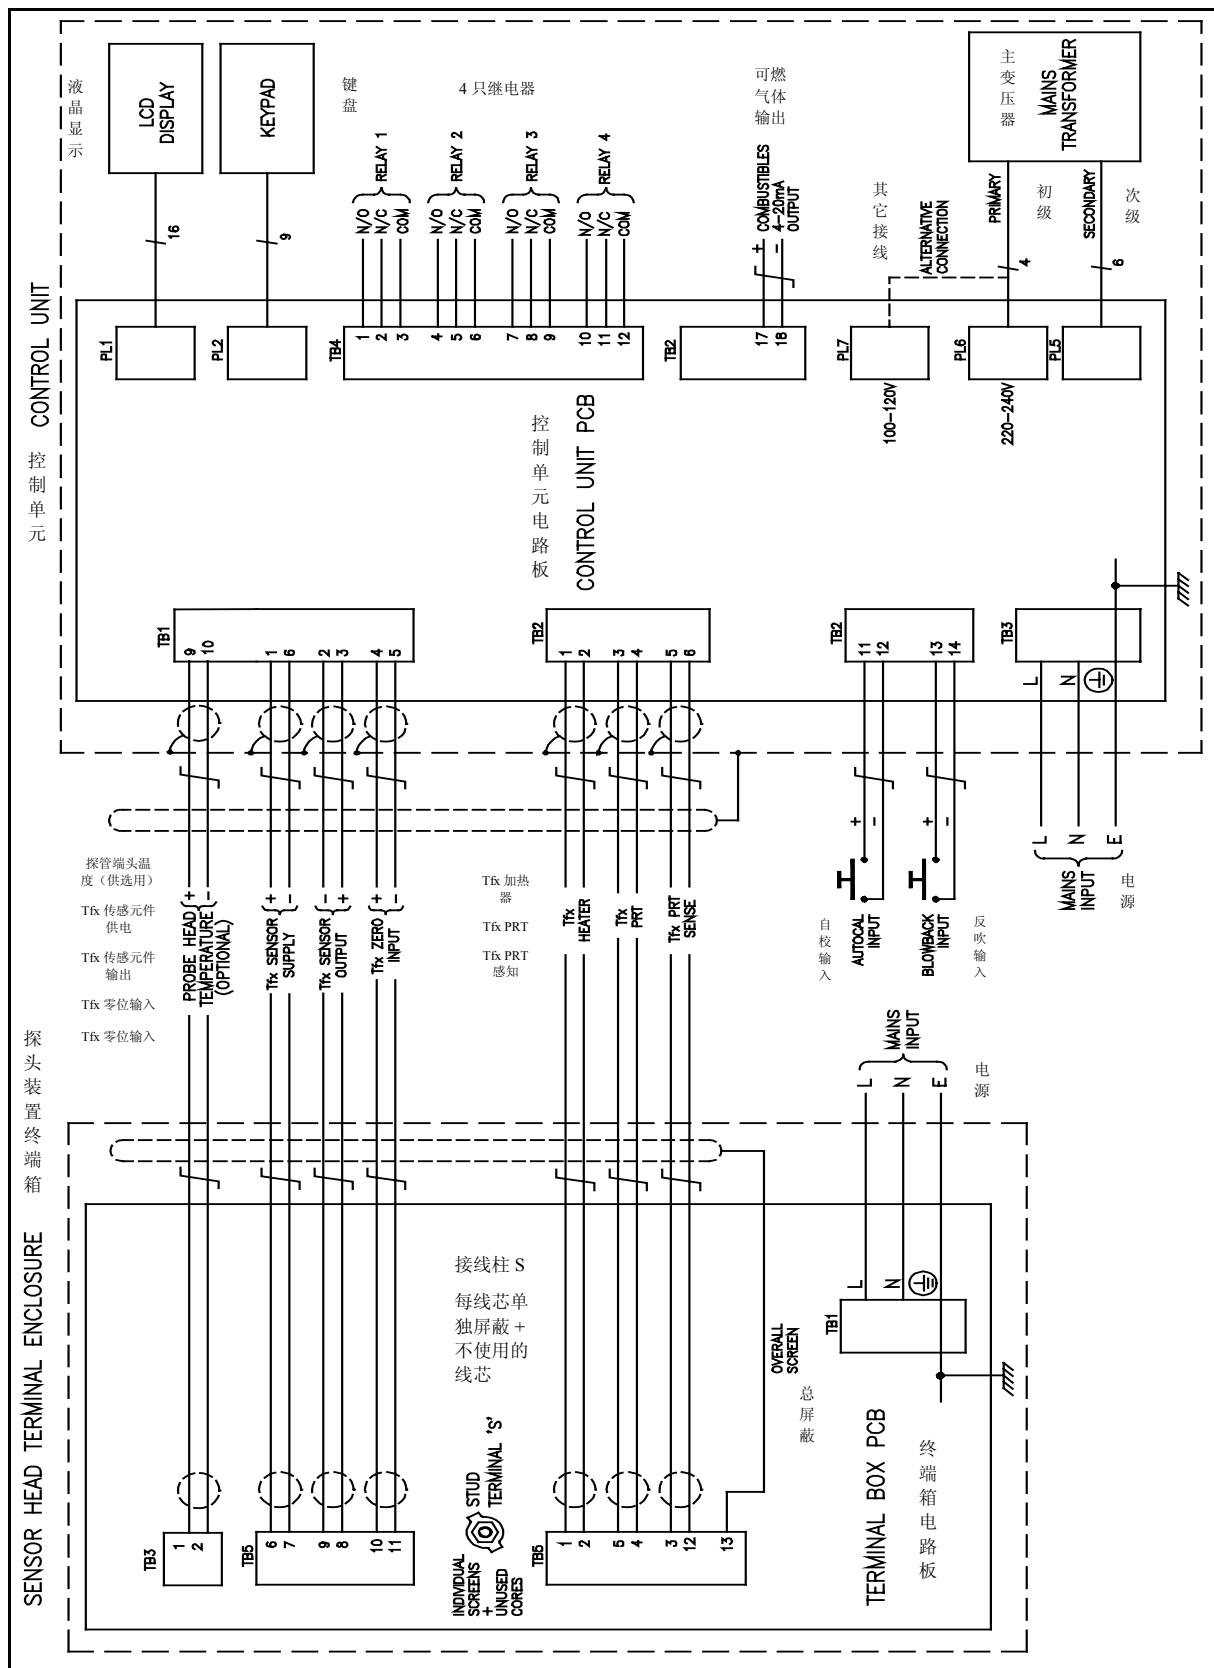 液晶显示
LCD
DISPLAY
KEYPAD
键盘
4 只继电器
RELAY 1
RELAY 2
RELAY 3
RELAY 4
N/O
N/C
COM
N/O
N/C
COM
N/O
N/C
COM
N/O
N/C
COM
可燃
气体
输出
COMBUSTIBLES
4-20mA
OUTPUT
+
-
主变压器
MAINS
TRANSFORMER
PRIMARY
初级
SECONDARY
次级
其它接线
ALTERNATIVE
CONNECTION
16
9
4
6
CONTROL UNIT
控制单元
PL1
PL2
TB4
1
2
3
4
5
6
7
8
9
10
11
12
TB2
17
18
PL7
PL6
PL5
100-120V
220-240V
控制单元电路板
CONTROL UNIT PCB
TB1
9
10
1
6
2
3
4
5
TB2
1
2
3
4
5
6
TB2
11
12
13
14
TB3
L
N
探管端头温
度（供选用）
Tfx 传感元件
供电
Tfx 传感元件
输出
Tfx 零位输入
Tfx 零位输入
+
-
PROBE HEAD
TEMPERATURE
(OPTIONAL)
+
-
Tfx SENSOR
SUPPLY
-
+
Tfx SENSOR
OUTPUT
+
-
Tfx ZERO
INPUT
Tfx 加热
器
Tfx PRT
Tfx PRT
感知
Tfx
HEATER
Tfx
PRT
Tfx PRT
SENSE
+
-
+
-
自校输入
AUTOCAL
INPUT
BLOWBACK
INPUT
反吹输入
L
N
E
MAINS
INPUT
电源
MAINS
INPUT
电源
L
N
E
探头装置终端箱
SENSOR HEAD TERMINAL ENCLOSURE
接线柱 S
每线芯单
独屏蔽 +
不使用的
线芯
OVERALL
SCREEN
总屏蔽
L
N
TB1
STUD
TERMINAL 'S'
INDIVIDUAL
SCREENS
+
UNUSED
CORES
TB3
1
2
TB5
6
7
9
8
10
11
TB5
1
2
5
4
3
12
13
TERMINAL BOX PCB
终端箱电路板